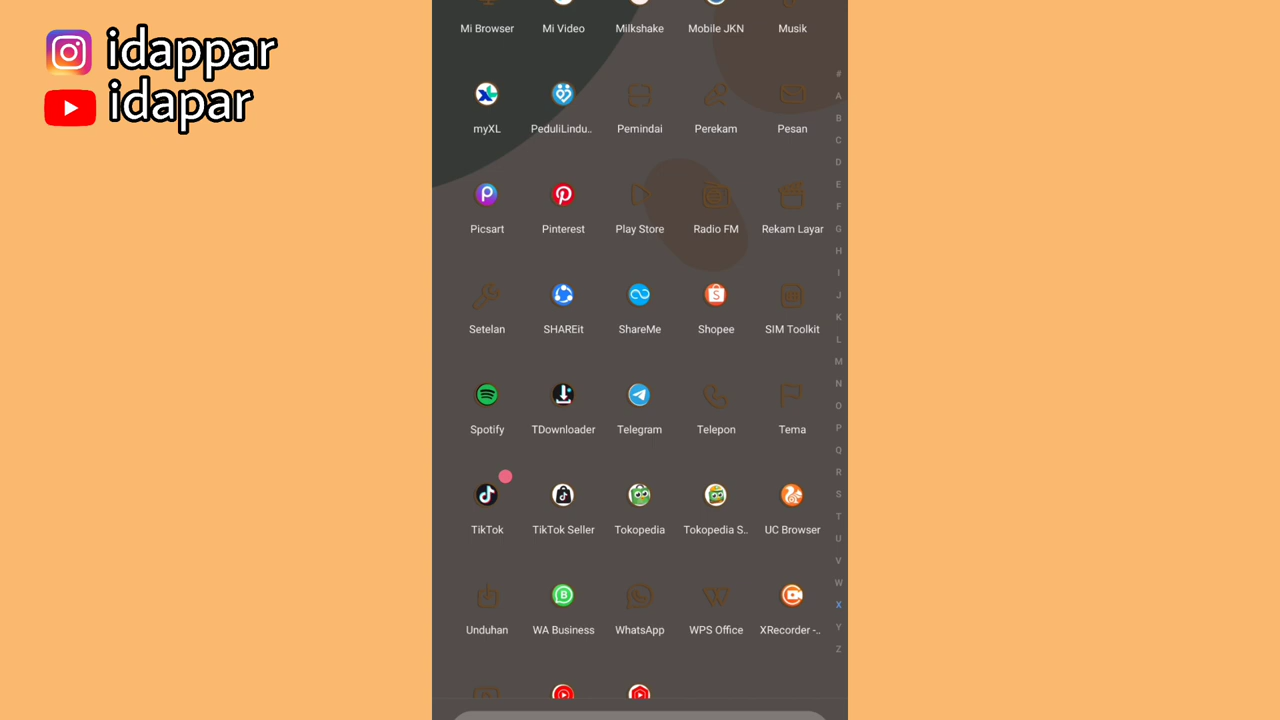 idappar
idapar
Mi Browser
Mi Video
Milkshake
Mobile JKN
Musik
myXL
PeduliLindu..
Pemindai
Perekam
Pesan
Picsart
Pinterest
Play Store
Radio FM
Rekam Layar
Setelan
SHAREit
ShareMe
Shopee
SIM Toolkit
Spotify
TDownloader
Telegram
Telepon
Tema
TikTok
TikTok Seller
Tokopedia
Tokopedia S..
UC Browser
Unduhan
WA Business
WhatsApp
WPS Office
XRecorder -..
#
A
B
C
D
E
F
G
H
I
J
K
L
M
N
O
P
Q
R
S
T
U
V
W
X
Y
Z